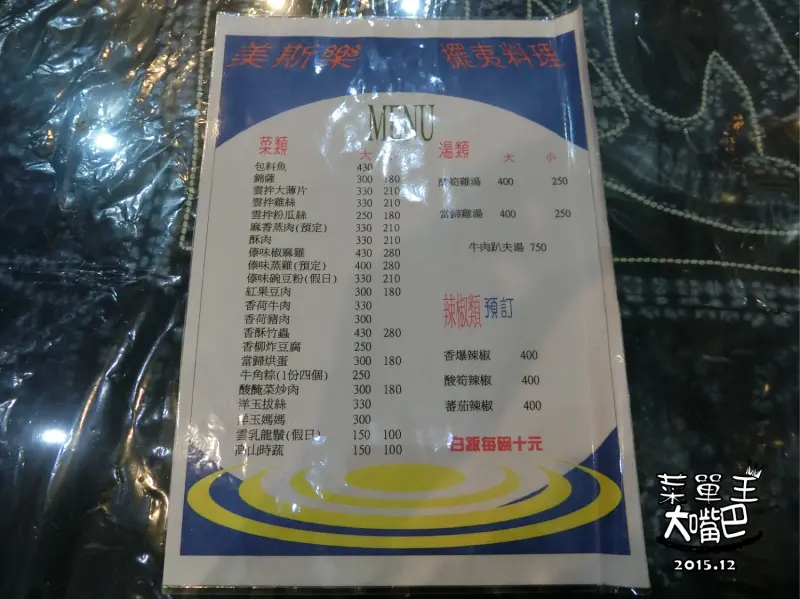 美斯樂 擺夷料理
MENU
菜類 大 小
包料魚 430
錦薩 300 180
雲拌大薄片 330 210
雲拌雞絲 330 210
雲拌粉瓜絲 250 180
麻香蒸肉(預定) 330 210
酥肉 330 210
傣味椒麻雞 430 280
傣味蒸雞(預定) 400 280
傣味碗豆粉(假日) 330 210
紅果豆肉 300 180
香荷牛肉 330
香荷豬肉 300
香酥竹蟲 430 280
香柳炸豆腐 250
當歸烘蛋 300 180
牛角粽(1份四個) 250
酸醃菜炒肉 300 180
洋玉拔絲 330
洋玉媽媽 300
雲乳龍鬚(假日) 150 100
高山時蔬 150 100
湯類 大 小
酸筍雞湯 400 250
當歸雞湯 400 250
牛肉趴夫湯 750
辣椒類 預訂
香爆辣椒 400
酸筍辣椒 400
蕃茄辣椒 400
白飯每碗十元
菜單王
大嘴巴
2015.12